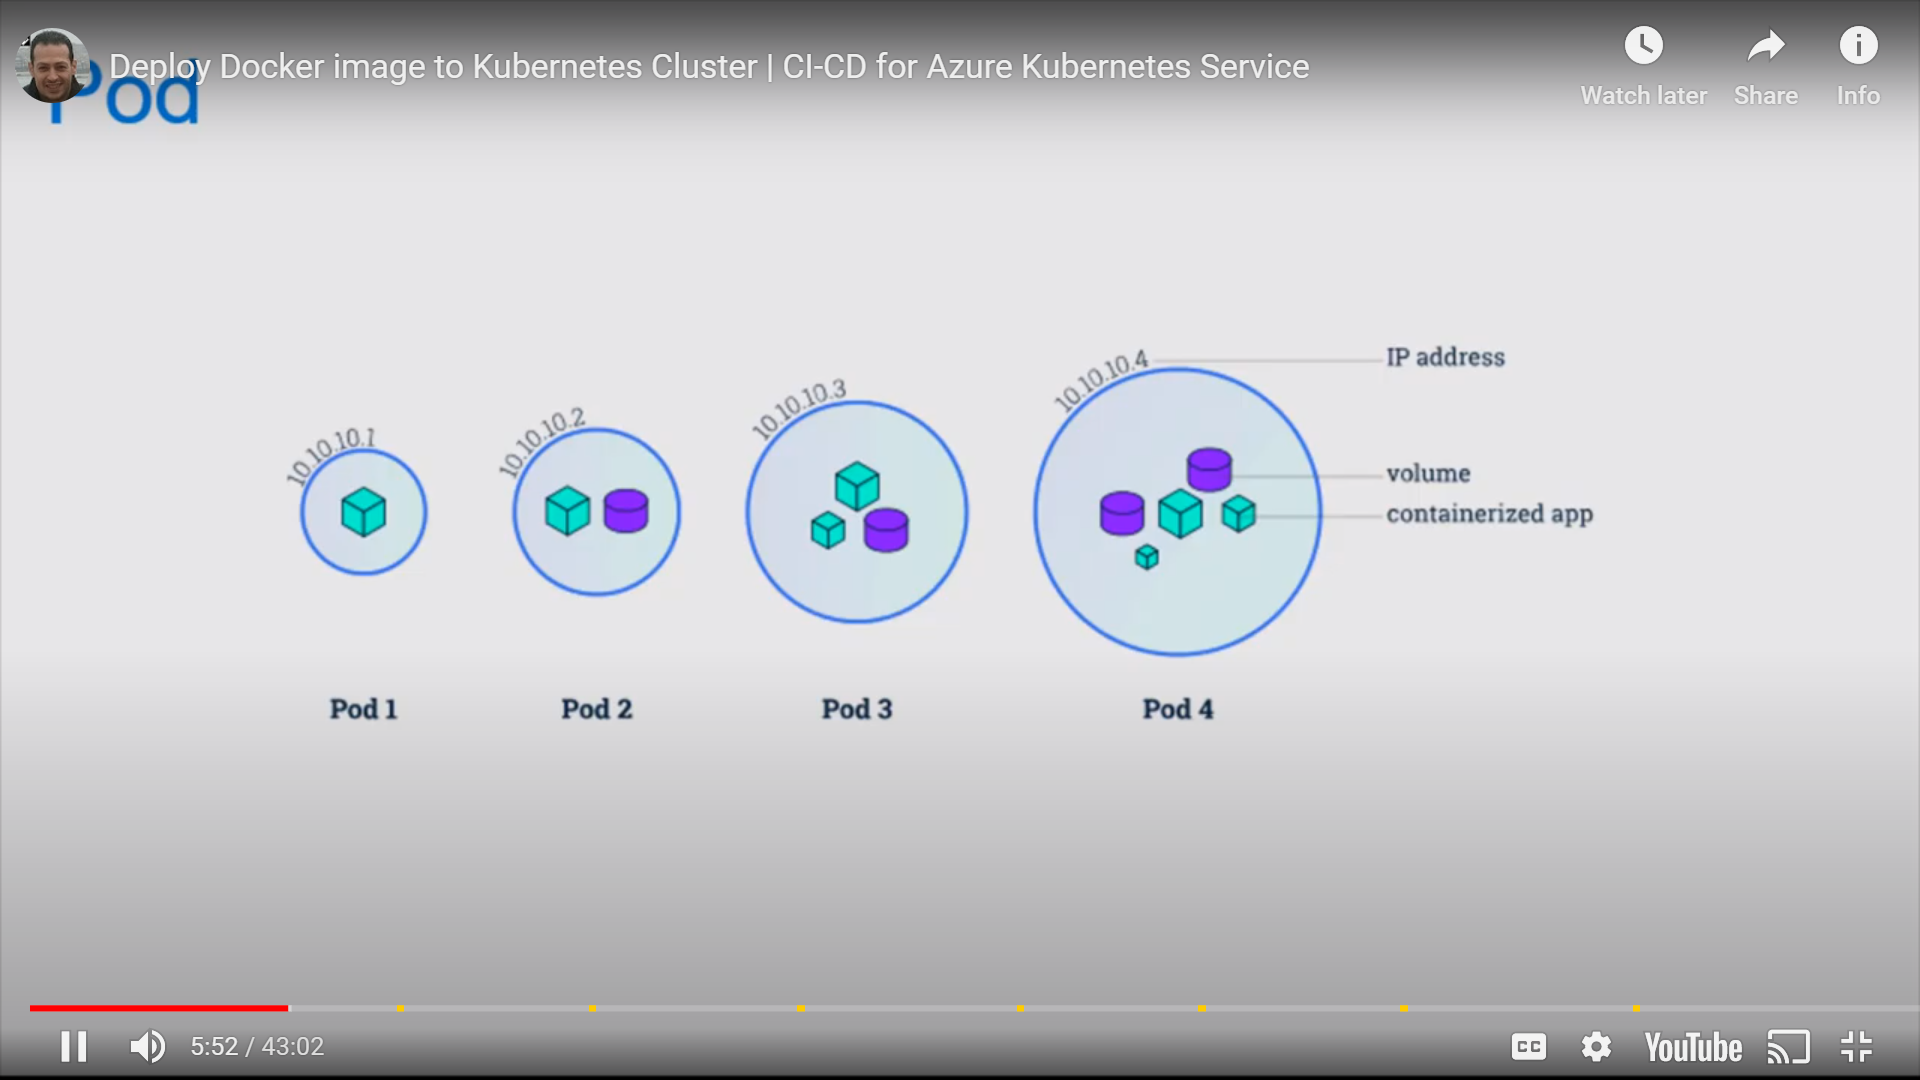 Deploy Docker image to Kubernetes Cluster | CI-CD for Azure Kubernetes Service
Watch later
Share
Info
Pod
10.10.10.1
10.10.10.2
10.10.10.3
10.10.10.4
IP address
volume
containerized app
Pod 1
Pod 2
Pod 3
Pod 4
5:52 / 43:02
CC
YouTube